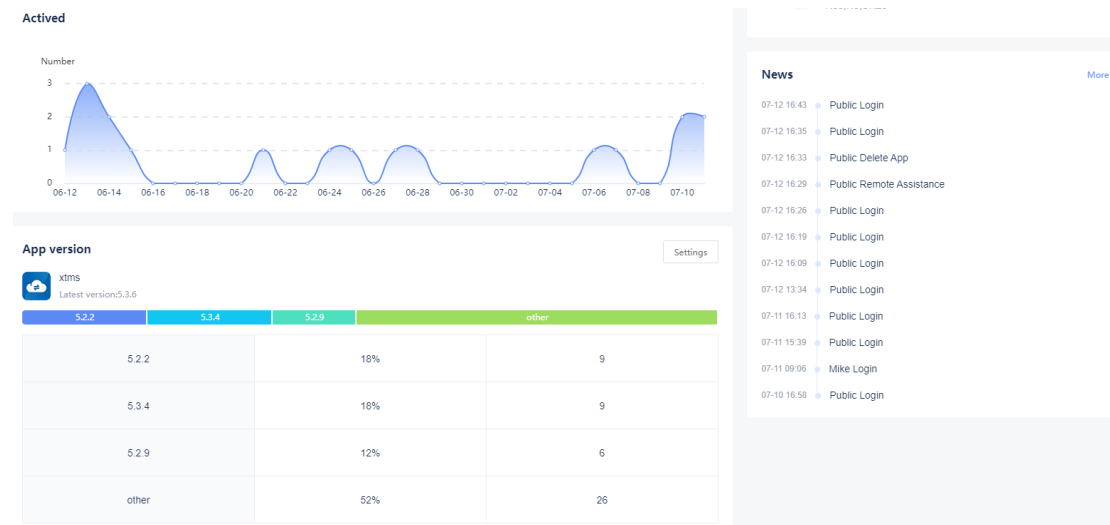 Actived
Number
3
2
1
0
06-12 06-14 06-16 06-18 06-20 06-22 06-24 06-26 06-28 06-30 07-02 07-04 07-06 07-08 07-10
App version
Settings
xtms
Latest version:5.3.6
5.2.2 5.3.4 5.2.9 other
5.2.2 18% 9
5.3.4 18% 9
5.2.9 12% 6
other 52% 26
News More
07-12 16:43 Public Login
07-12 16:35 Public Login
07-12 16:33 Public Delete App
07-12 16:29 Public Remote Assistance
07-12 16:26 Public Login
07-12 16:19 Public Login
07-12 16:09 Public Login
07-12 13:34 Public Login
07-11 16:13 Public Login
07-11 15:39 Public Login
07-11 09:06 Mike Login
07-10 16:58 Public Login